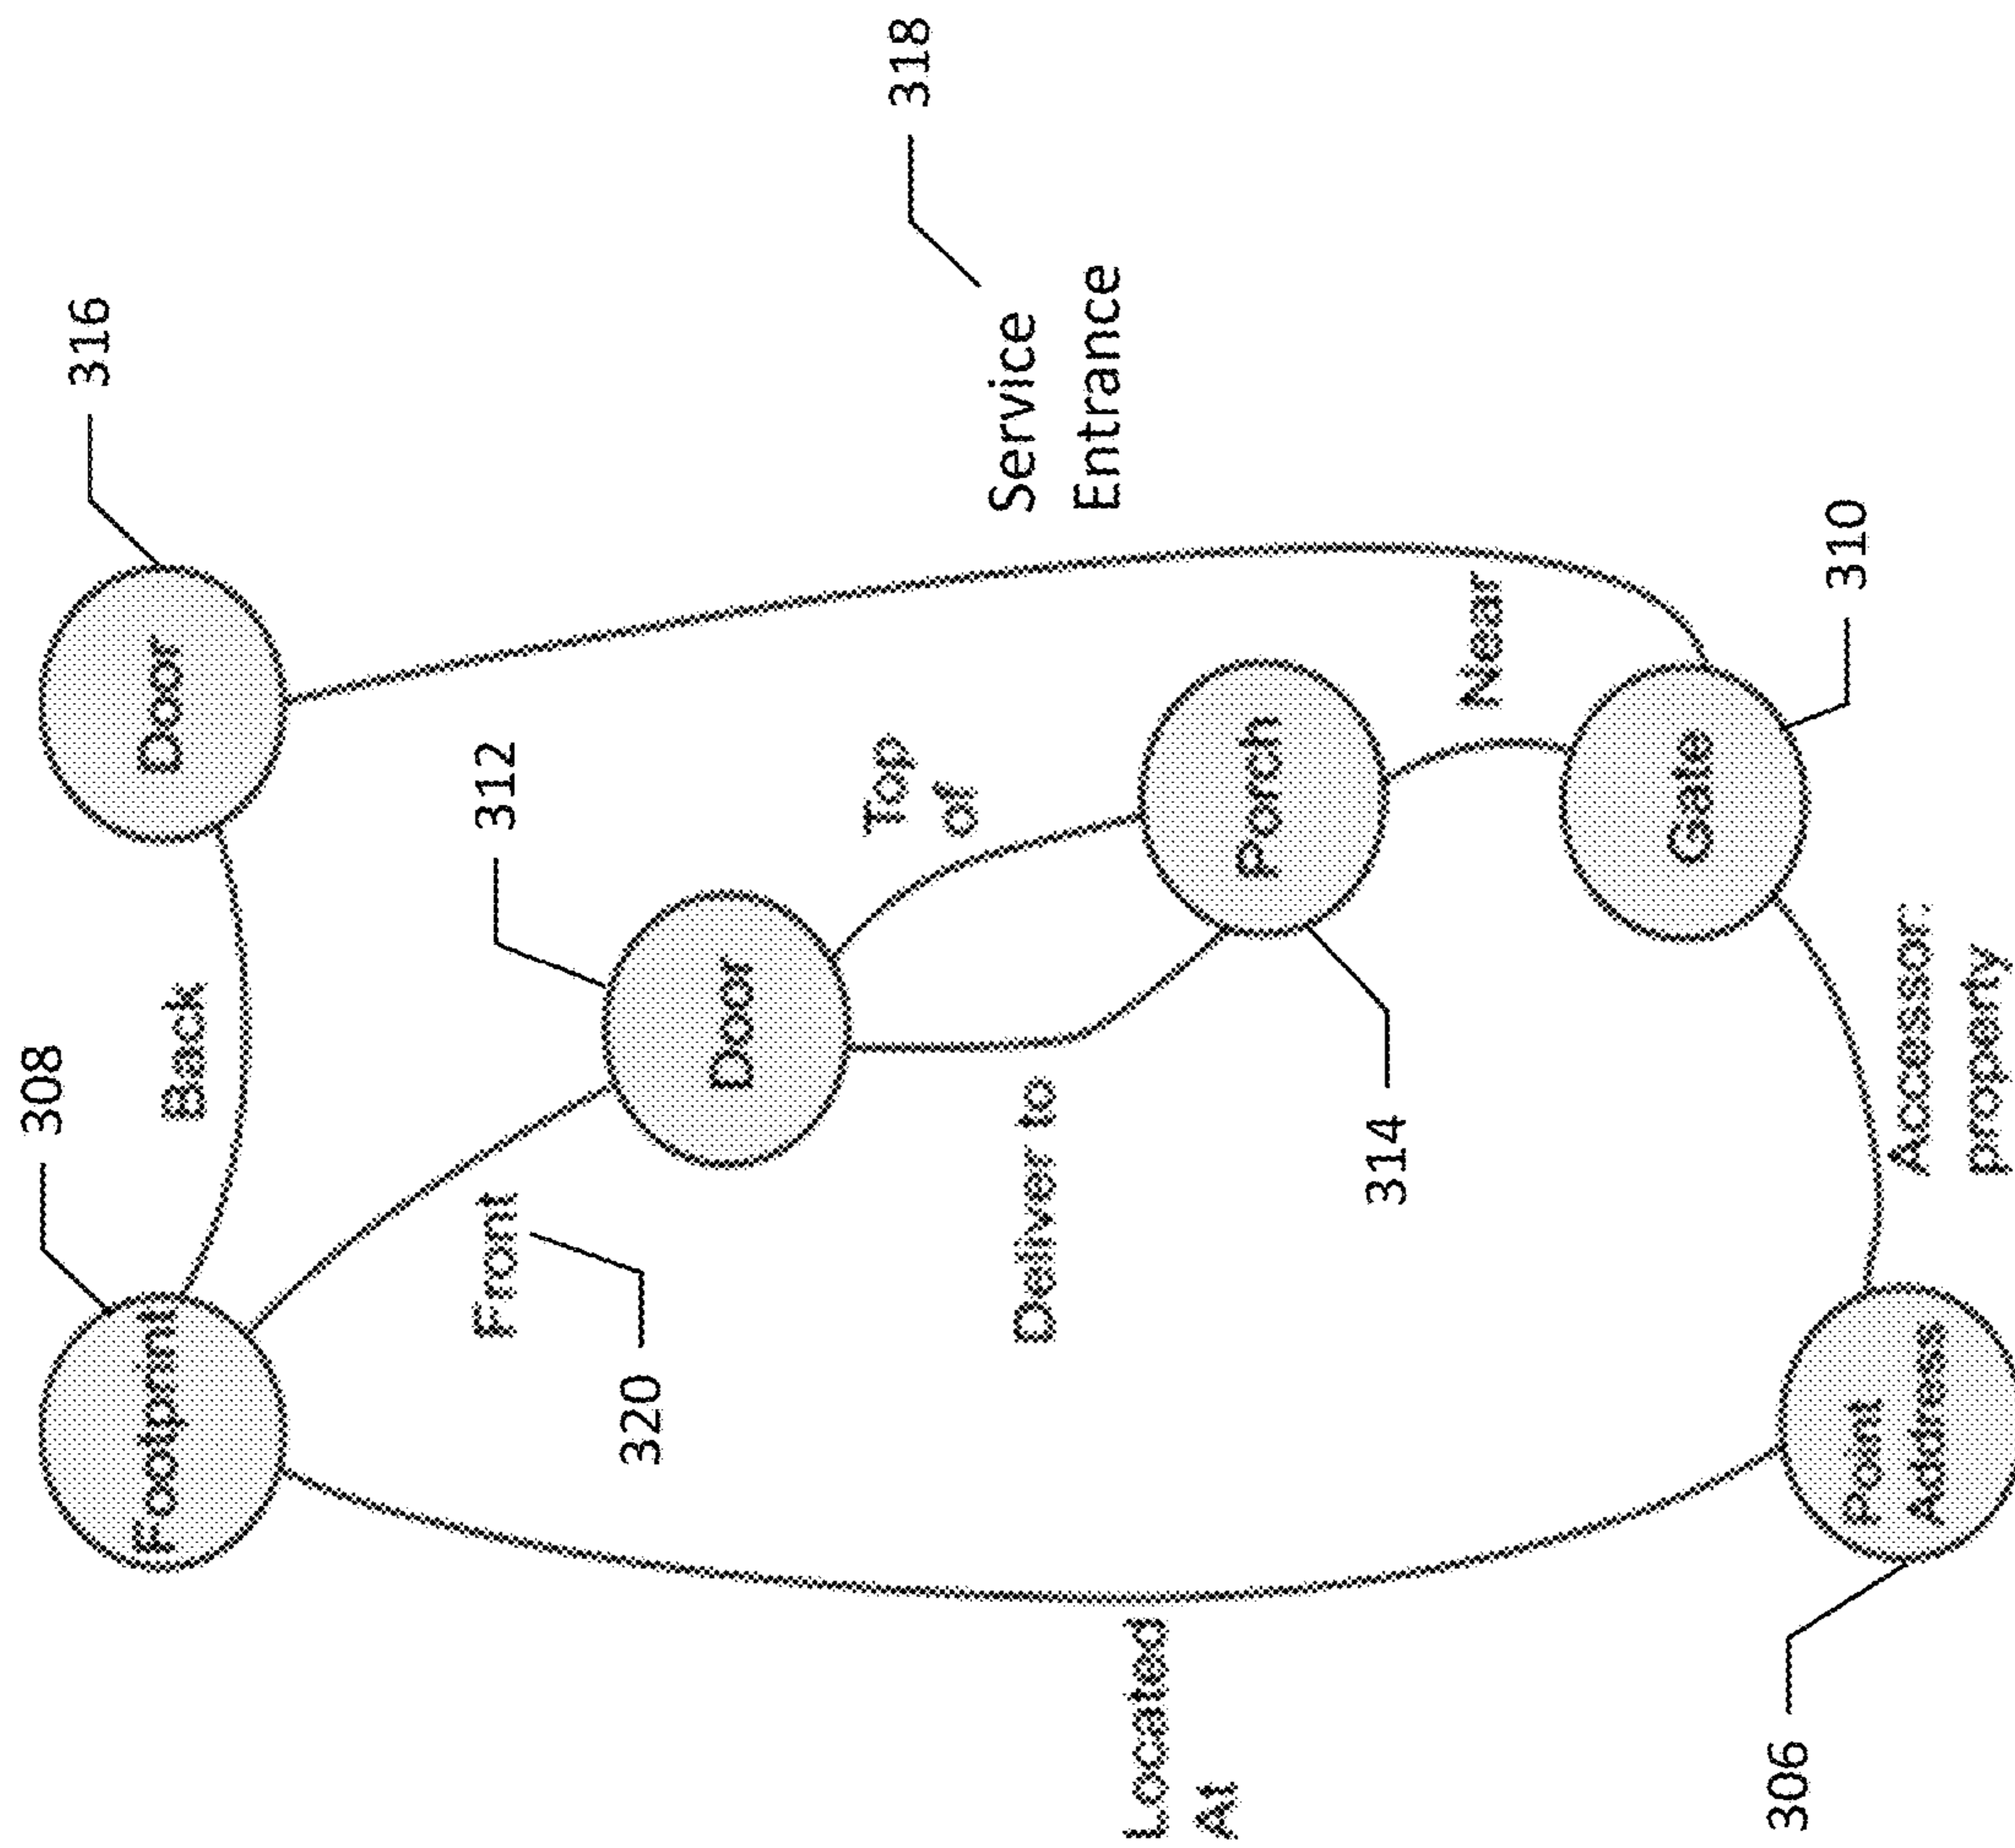 308
316
Footprint
Back
Door
Front
312
320
Door
Top
of
318
Service
Entrance
Deliver to
Located
At
Porch
314
Near
Gate
306
310
Point
Address
Accessor:
property